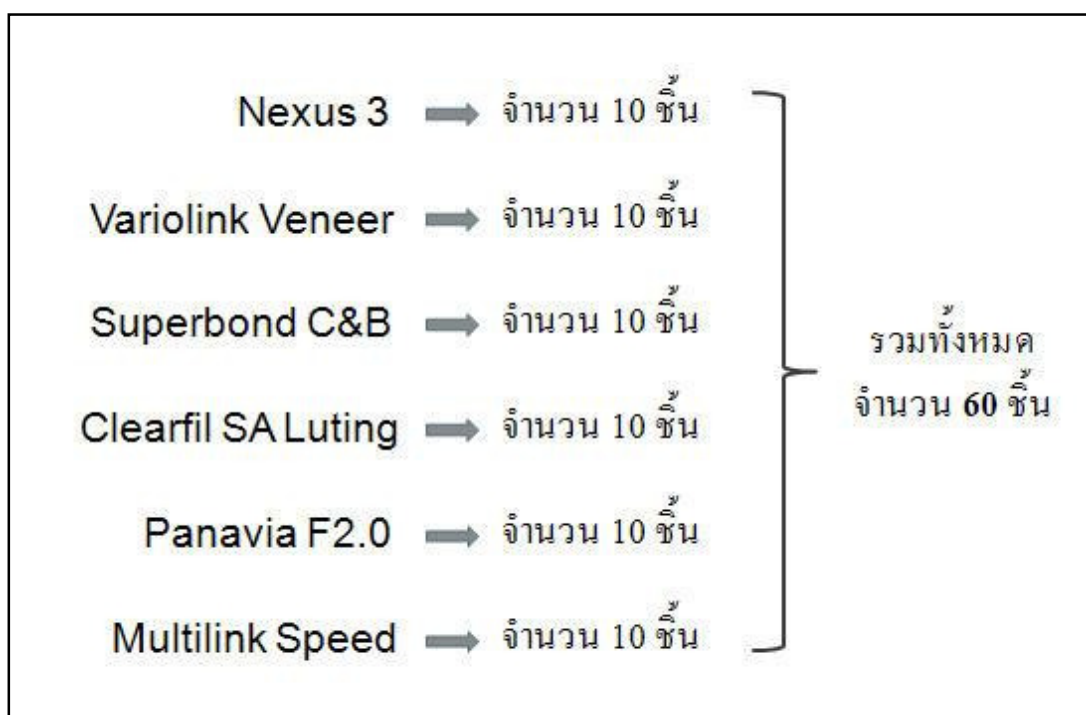 Nexus 3 จำนวน 10 ชิ้น
Variolink Veneer จำนวน 10 ชิ้น
Superbond C&B จำนวน 10 ชิ้น
Clearfil SA Luting จำนวน 10 ชิ้น
Panavia F2.0 จำนวน 10 ชิ้น
Multilink Speed จำนวน 10 ชิ้น
รวมทั้งหมด
จำนวน 60 ชิ้น